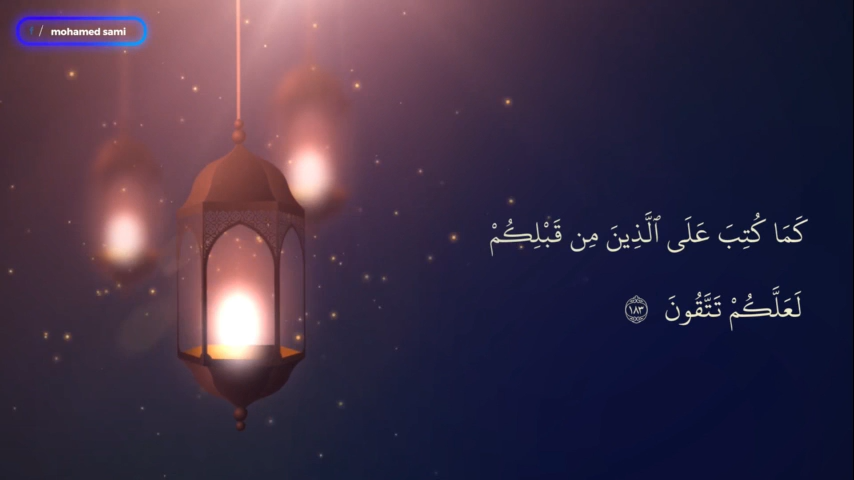 / mohamed sami
كَمَا كُتِبَ عَلَى ٱلَّذِينَ مِن قَبْلِكُمْ
لَعَلَّكُمْ تَتَّقُونَ ١٨٣